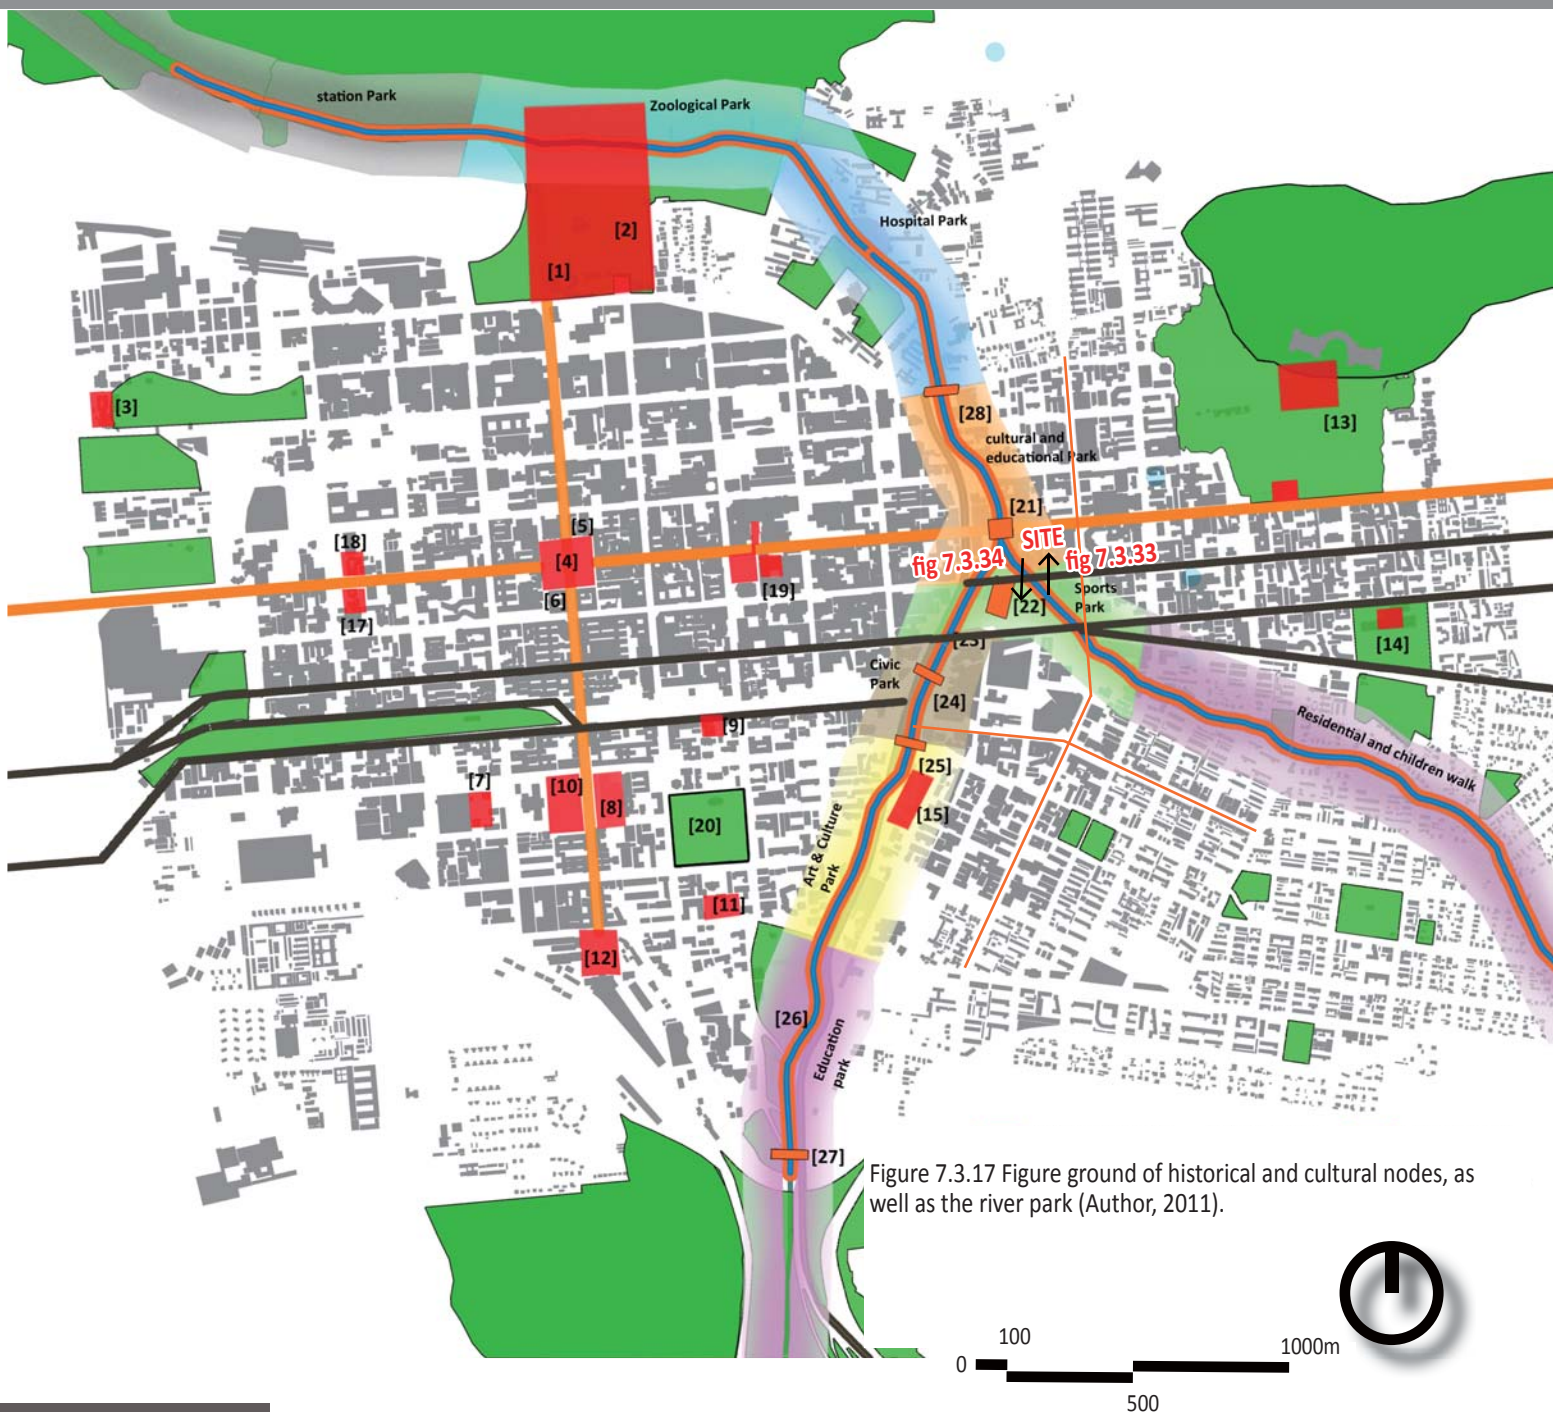 station Park
Zoological Park
Hospital Park
[2]
[1]
[3]
[28]
cultural and
educational Park
[13]
[5]
[18]
[4]
[6]
[17]
[19]
[21]
SITE
fig 7.3.34
fig 7.3.33
Sports
Park
[22]
[23]
[14]
Civic
Park
[24]
[9]
Residential and children walk
[7]
[10]
[8]
[20]
[25]
[15]
Art & Culture
Park
[11]
[12]
[26]
Education
park
[27]
Figure 7.3.17 Figure ground of historical and cultural nodes, as
well as the river park (Author, 2011).
100
1000m
0
500